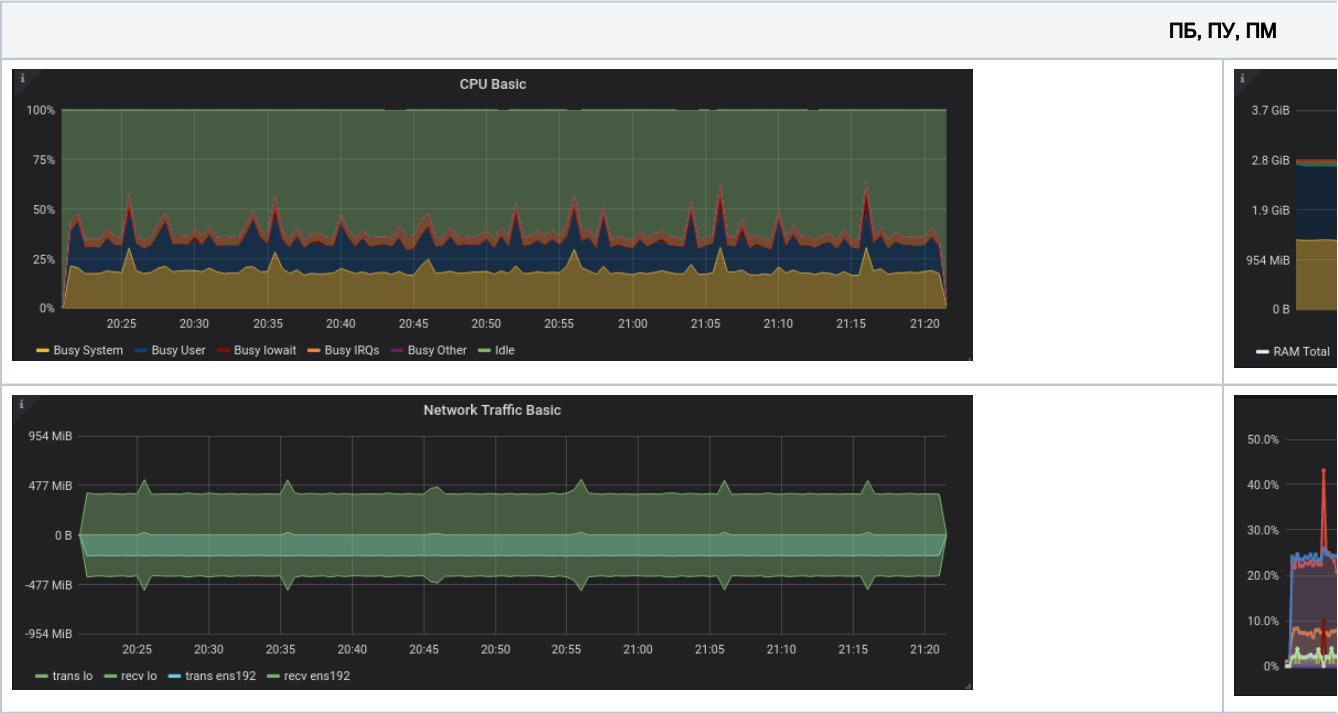 ПБ, ПУ, ПМ
i
CPU Basic
100%
75%
50%
25%
0%
20:25 20:30 20:35 20:40 20:45 20:50 20:55 21:00 21:05 21:10 21:15 21:20
Busy System Busy User Busy Iowait Busy IRQs Busy Other Idle
i
3.7 GiB
2.8 GiB
1.9 GiB
954 MiB
0 B
RAM Total
i
Network Traffic Basic
954 MiB
477 MiB
0 B
-477 MiB
-954 MiB
20:25 20:30 20:35 20:40 20:45 20:50 20:55 21:00 21:05 21:10 21:15 21:20
trans lo recv lo trans ens192 recv ens192
50.0%
40.0%
30.0%
20.0%
10.0%
0%